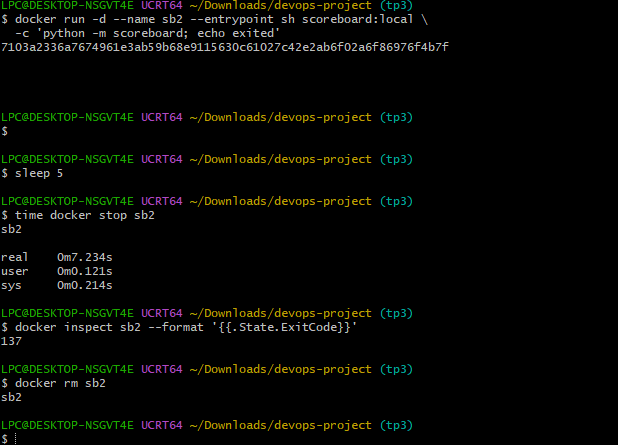 LPC@DESKTOP-NSGVT4E UCRT64 ~/Downloads/devops-project (tp3)
$ docker run -d --name sb2 --entrypoint sh scoreboard:local \
  -c 'python -m scoreboard; echo exited'
7103a2336a7674961e3ab59b68e9115630c61027c42e2ab6f02a6f86976f4b7f
LPC@DESKTOP-NSGVT4E UCRT64 ~/Downloads/devops-project (tp3)
$
LPC@DESKTOP-NSGVT4E UCRT64 ~/Downloads/devops-project (tp3)
$ sleep 5
LPC@DESKTOP-NSGVT4E UCRT64 ~/Downloads/devops-project (tp3)
$ time docker stop sb2
sb2
real    0m7.234s
user    0m0.121s
sys     0m0.214s
LPC@DESKTOP-NSGVT4E UCRT64 ~/Downloads/devops-project (tp3)
$ docker inspect sb2 --format '{{.State.ExitCode}}'
137
LPC@DESKTOP-NSGVT4E UCRT64 ~/Downloads/devops-project (tp3)
$ docker rm sb2
sb2
LPC@DESKTOP-NSGVT4E UCRT64 ~/Downloads/devops-project (tp3)
$